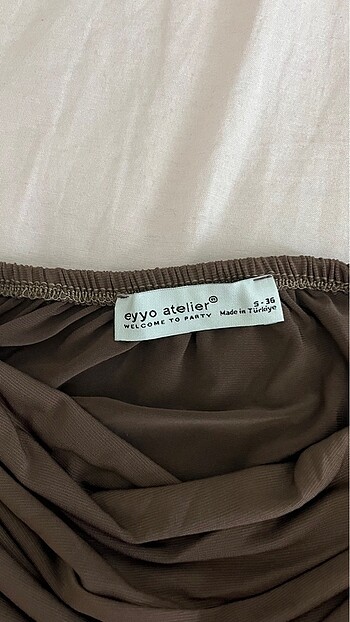 eyyo atelier®
WELCOME TO PARTY
S - 36
Made in Türkiye